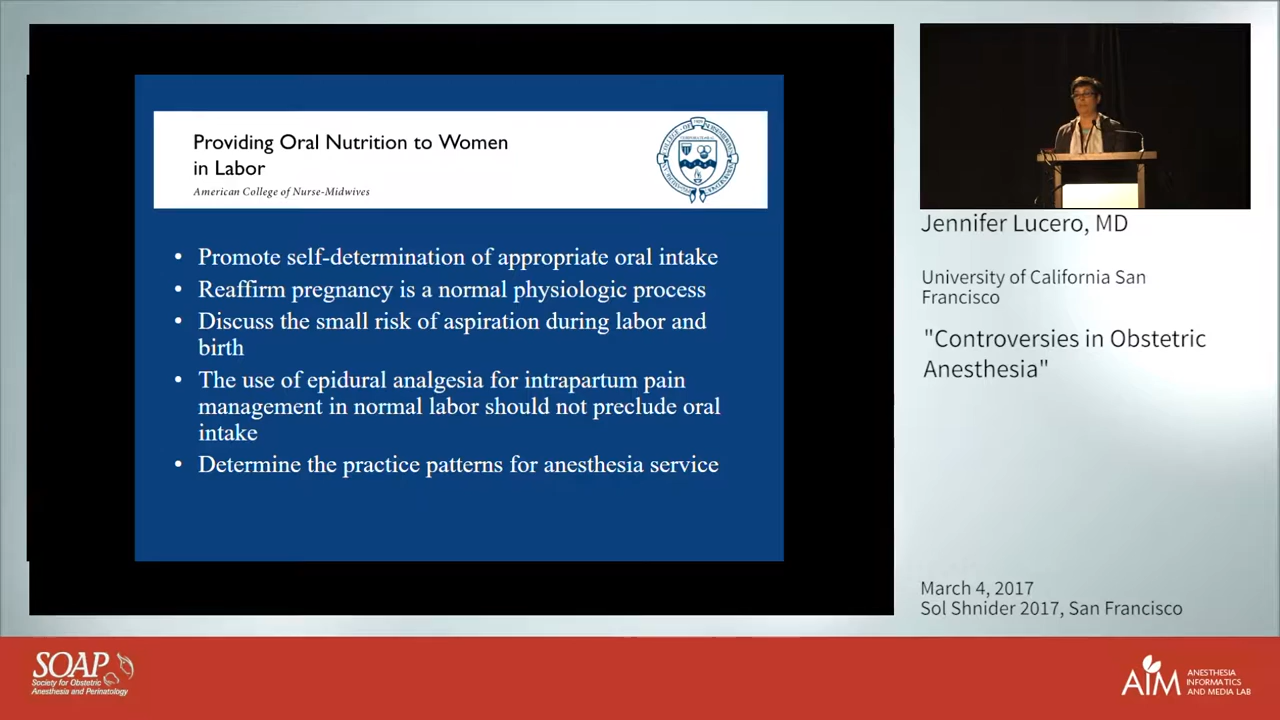 Providing Oral Nutrition to Women
in Labor
American College of Nurse-Midwives
• Promote self-determination of appropriate oral intake
• Reaffirm pregnancy is a normal physiologic process
• Discuss the small risk of aspiration during labor and
birth
• The use of epidural analgesia for intrapartum pain
management in normal labor should not preclude oral
intake
• Determine the practice patterns for anesthesia service
Jennifer Lucero, MD
University of California San
Francisco
"Controversies in Obstetric
Anesthesia"
March 4, 2017
Sol Shnider 2017, San Francisco
SOAP
Society for Obstetric
Anesthesia and Perinatology
AIM
ANESTHESIA
INFORMATICS
AND MEDIA LAB